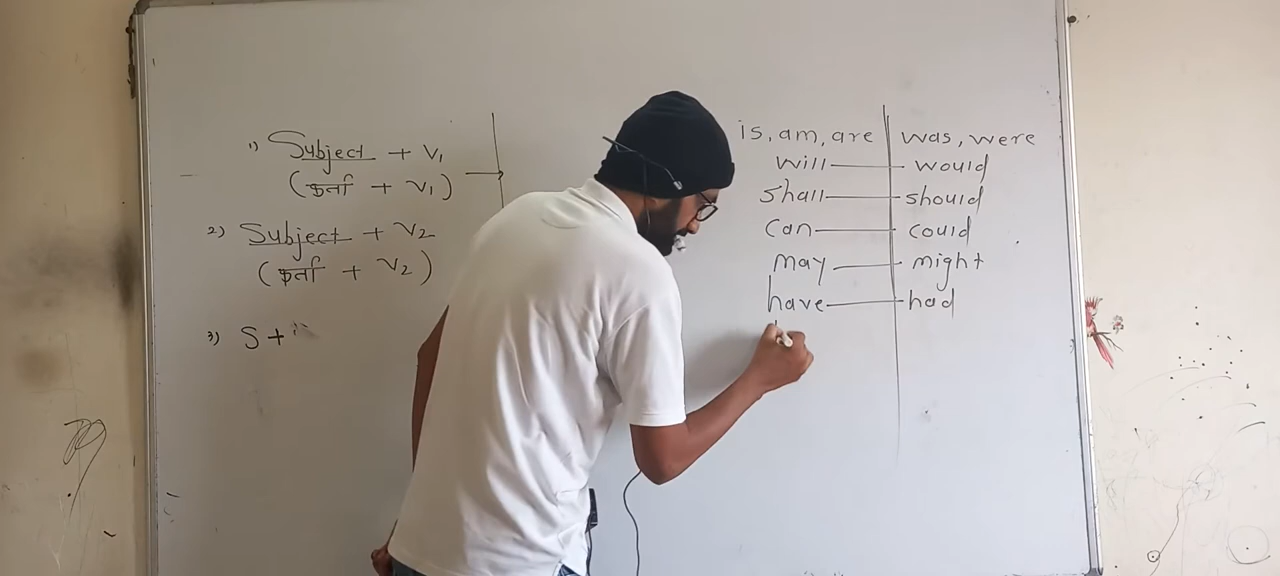 1) Subject + V1
(कर्ता + V1)
2) Subject + V2
(कर्ता + V2)
3) S +
is, am, are was, were
will would
shall should
can could
may might
have had